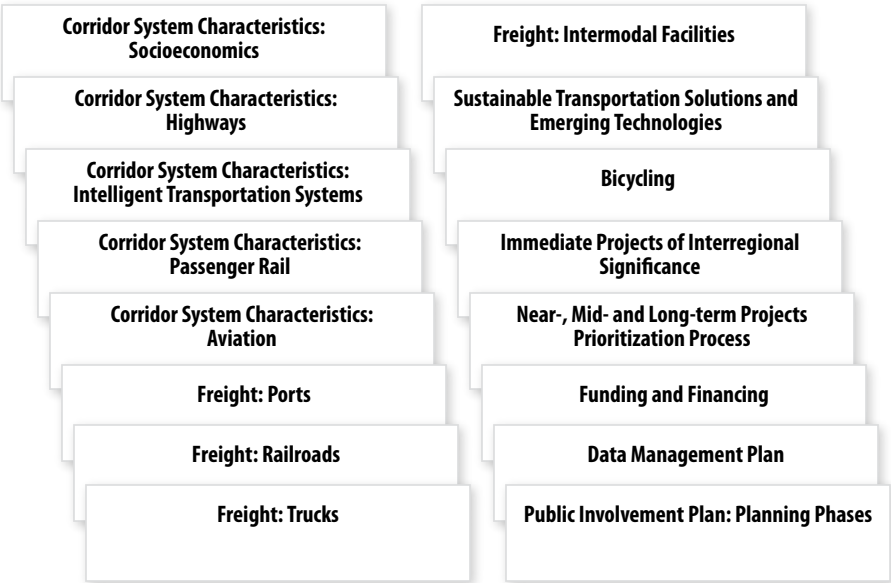 Corridor System Characteristics:
Socioeconomics
Corridor System Characteristics:
Highways
Corridor System Characteristics:
Intelligent Transportation Systems
Corridor System Characteristics:
Passenger Rail
Corridor System Characteristics:
Aviation
Freight: Ports
Freight: Railroads
Freight: Trucks
Freight: Intermodal Facilities
Sustainable Transportation Solutions and
Emerging Technologies
Bicycling
Immediate Projects of Interregional
Significance
Near-, Mid- and Long-term Projects
Prioritization Process
Funding and Financing
Data Management Plan
Public Involvement Plan: Planning Phases